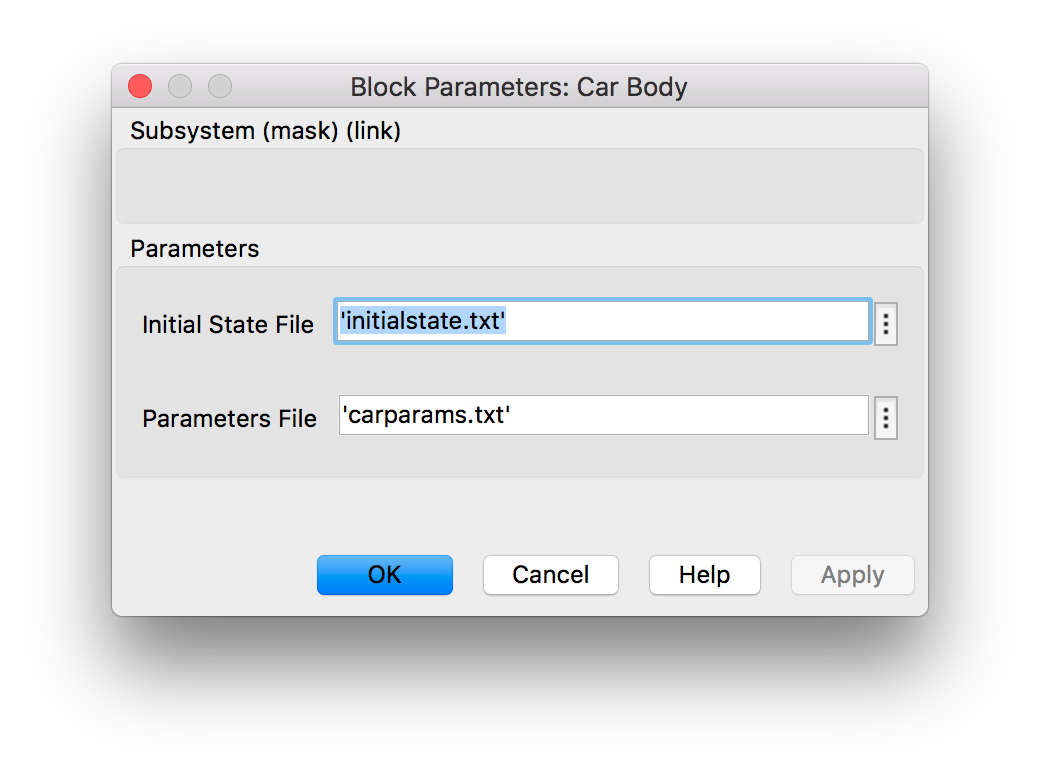 Block Parameters: Car Body
Subsystem (mask) (link)
Parameters
Initial State File 'initialstate.txt'
Parameters File 'carparams.txt'
OK Cancel Help Apply